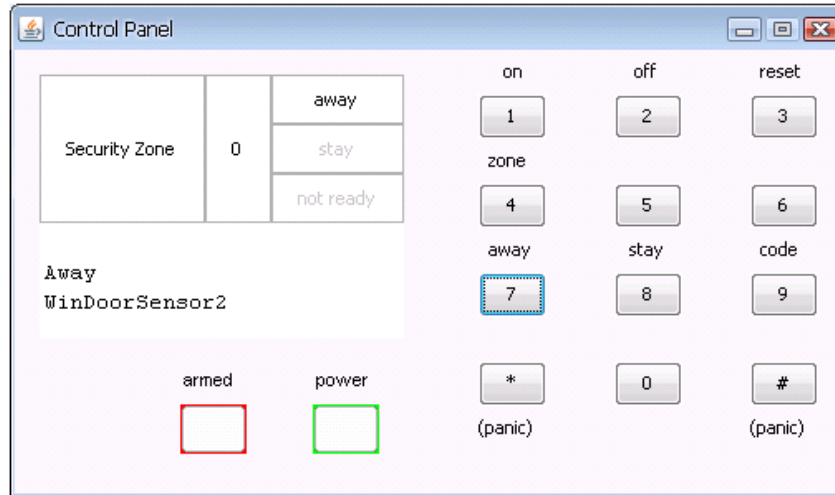 Control Panel
Security Zone
0
away
stay
not ready
Away
WinDoorSensor2
armed
power
on
off
reset
1
2
3
zone
4
5
6
away
stay
code
7
8
9
*
0
#
(panic)
(panic)